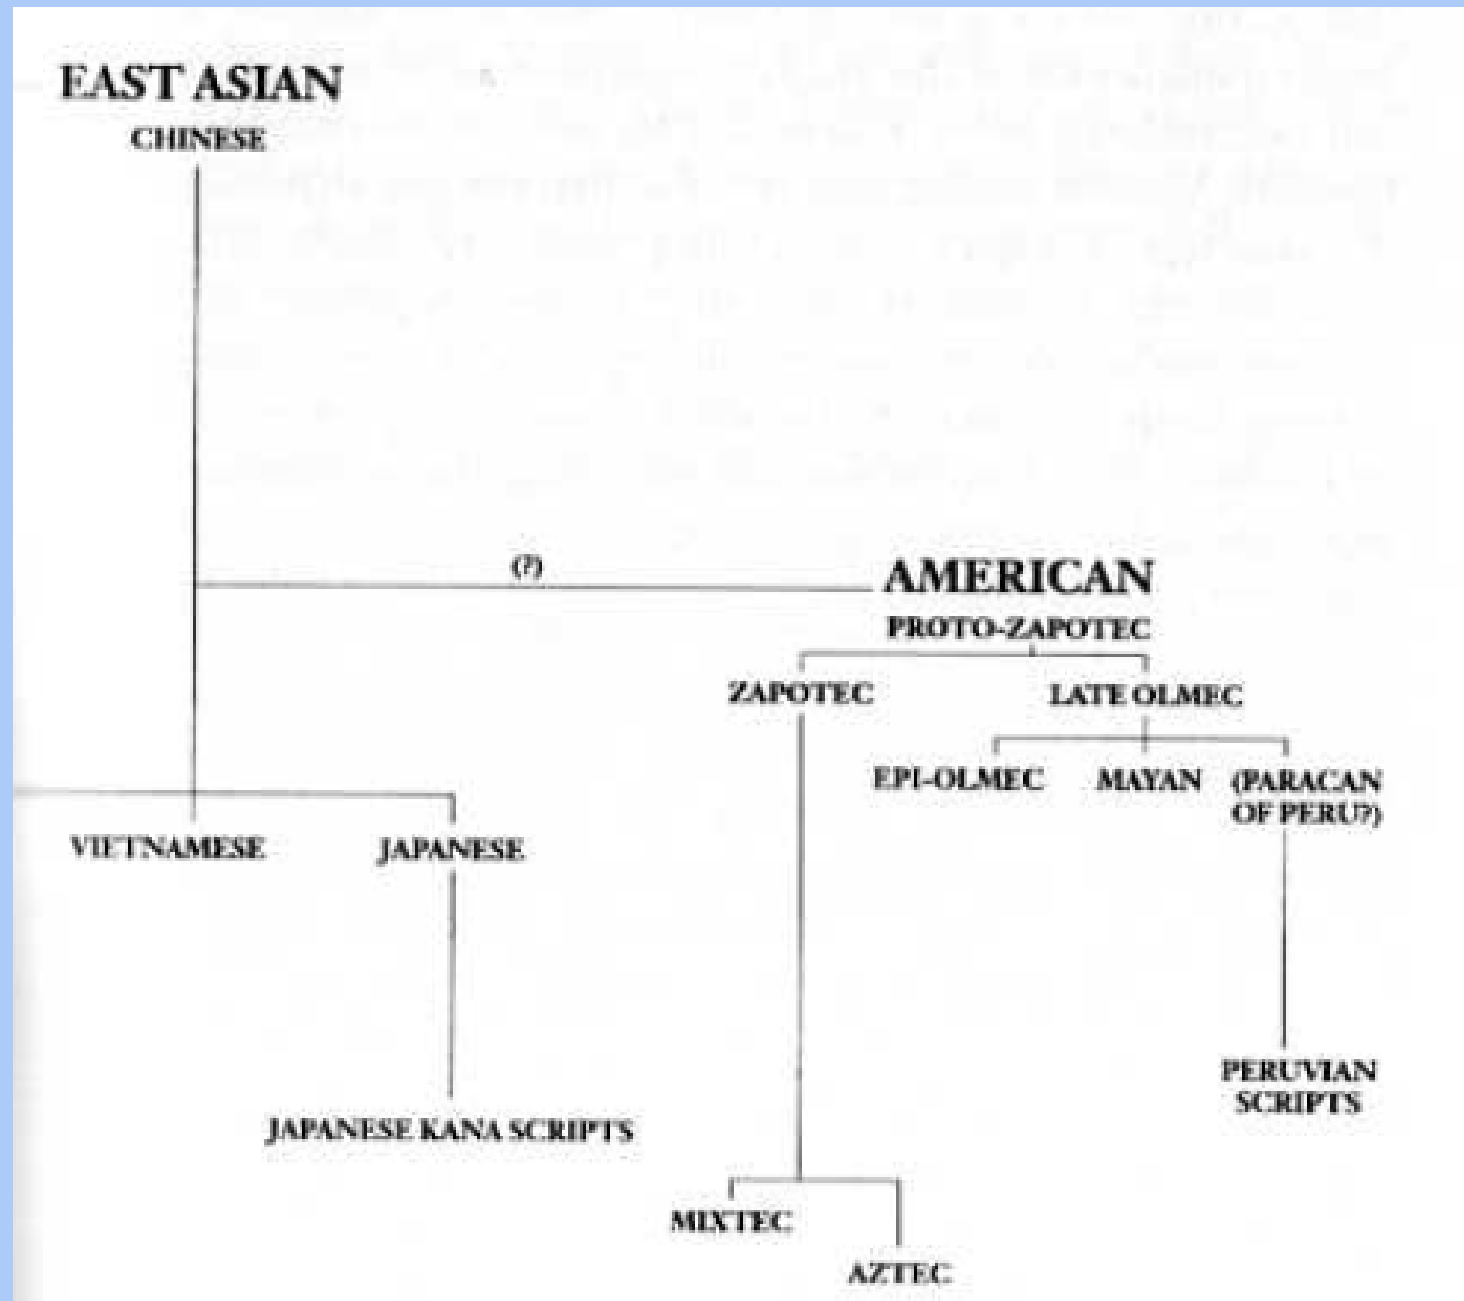 EAST ASIAN
CHINESE
(?)
AMERICAN
PROTO-ZAPOTEC
ZAPOTEC
LATE OLMEC
EPI-OLMEC
MAYAN
(PARACAN
OF PERU?)
VIETNAMESE
JAPANESE
PERUVIAN
SCRIPTS
JAPANESE KANA SCRIPTS
MIXTEC
AZTEC